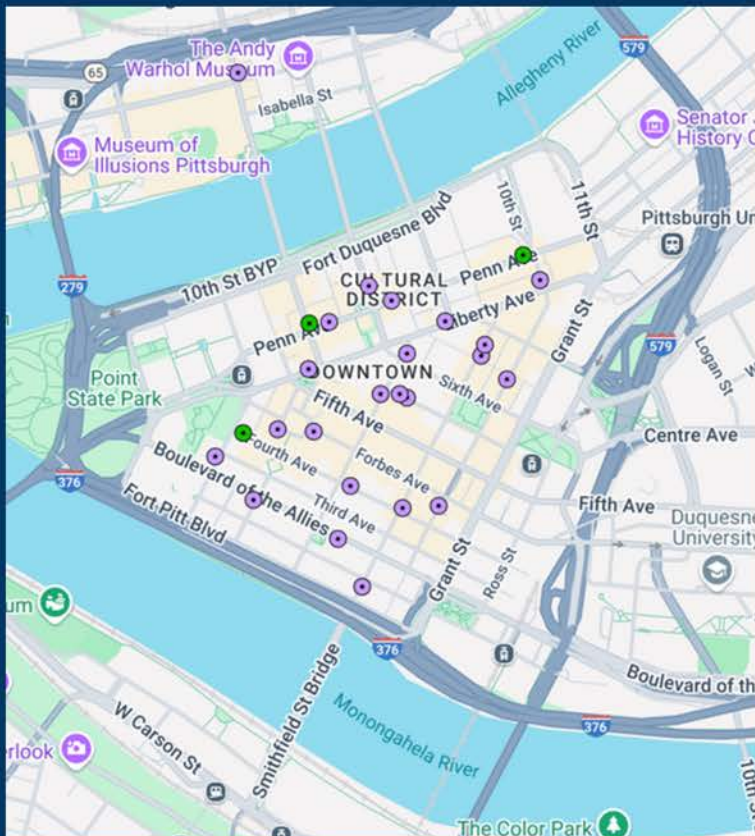 The Andy
Warhol Museum
65
Isabella St
579
Allegheny River
Museum of
Illusions Pittsburgh
Senator
History
10th St
11th St
Pittsburgh
Fort Duquesne Blvd
10th St BYP
279
CULTURAL
DISTRICT
Penn Ave
Liberty Ave
Penn Ave
Grant St
579
Logan St
Point
State Park
DOWNTOWN
Sixth Ave
Fifth Ave
Centre Ave
Fourth Ave
Forbes Ave
376
Boulevard of the Allies
Third Ave
Fort Pitt Blvd
Fifth Ave
Duquesne
University
Grant St
Ross St
um
376
Smithfield St Bridge
Boulevard of the
W Carson St
Monongahela
River
376
erlook
10th
The Color Park